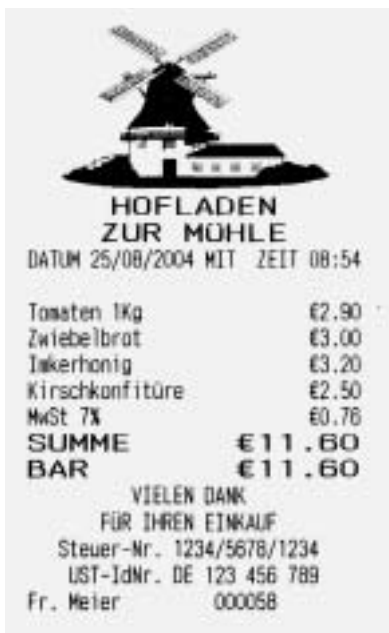 HOFLADEN
ZUR MÜHLE
DATUM 25/08/2004 MIT ZEIT 08:54
Tomaten 1Kg €2.90
Zwiebelbrot €3.00
Imkerhonig €3.20
Kirschkonfitüre €2.50
MwSt 7% €0.76
SUMME €11.60
BAR €11.60
VIELEN DANK
FÜR IHREN EINKAUF
Steuer-Nr. 1234/5678/1234
UST-IdNr. DE 123 456 789
Fr. Meier 000058